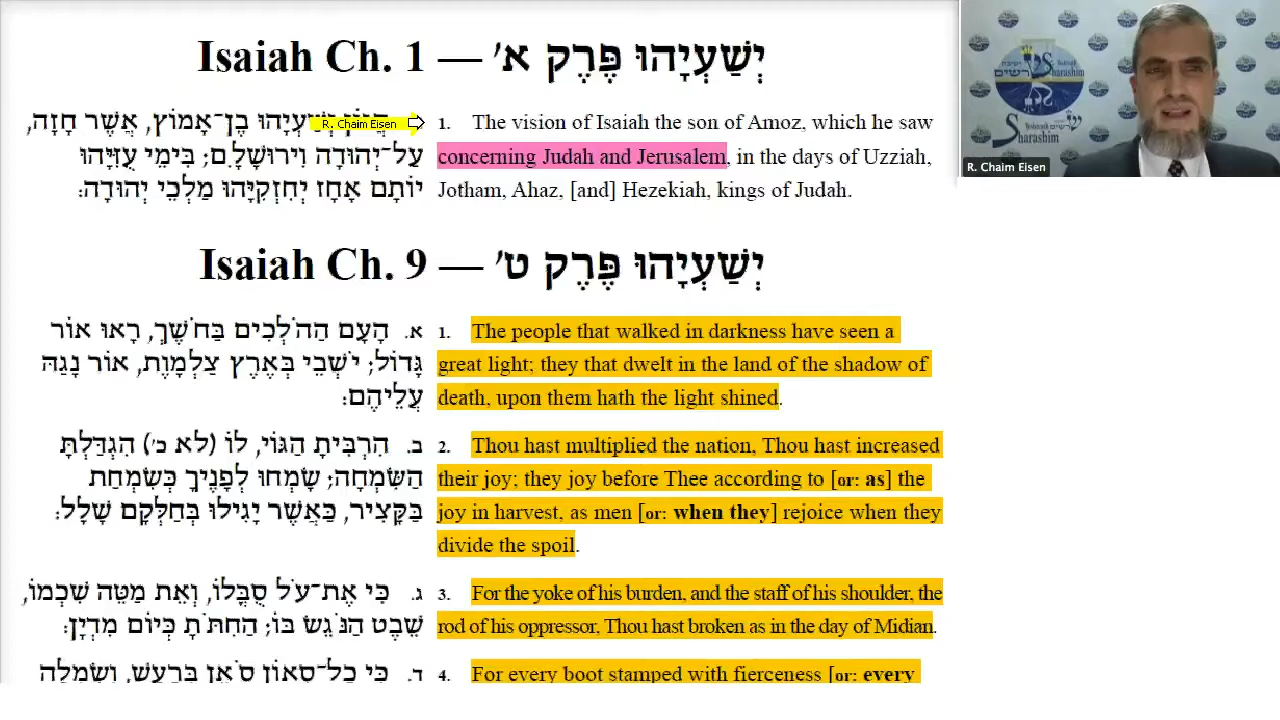 Isaiah Ch. 1 — יְשַׁעְיָהוּ פֶּרֶק א׳
בֶן־אָמוֹץ, אֲשֶׁר חָזָה,
עַל־יְהוּדָה וִירוּשָׁלִָם; בִּימֵי עֻזִּיָּהוּ
יוֹתָם אָחָז יְחִזְקִיָּהוּ מַלְכֵי יְהוּדָה:
R. Chaim Eisen
1. The vision of Isaiah the son of Amoz, which he saw
concerning Judah and Jerusalem, in the days of Uzziah,
Jotham, Ahaz, [and] Hezekiah, kings of Judah.
Isaiah Ch. 9 — יְשַׁעְיָהוּ פֶּרֶק ט׳
א. הָעָם הַהֹלְכִים בַּחֹשֶׁךְ, רָאוּ אוֹר
גָּדוֹל; יֹשְׁבֵי בְּאֶרֶץ צַלְמָוֶת, אוֹר נָגַהּ
עֲלֵיהֶם:
1. The people that walked in darkness have seen a
great light; they that dwelt in the land of the shadow of
death, upon them hath the light shined.
ב. הִרְבִּיתָ הַגּוֹי, לוֹ (לא כ׳) הִגְדַּלְתָּ
הַשִּׂמְחָה; שָׂמְחוּ לְפָנֶיךָ כְּשִׂמְחַת
בַּקָּצִיר, כַּאֲשֶׁר יָגִילוּ בְּחַלְּקָם שָׁלָל:
2. Thou hast multiplied the nation, Thou hast increased
their joy; they joy before Thee according to [or: as] the
joy in harvest, as men [or: when they] rejoice when they
divide the spoil.
ג. כִּי אֶת־עֹל סֻבֳּלוֹ, וְאֵת מַטֵּה שִׁכְמוֹ,
שֵׁבֶט הַנֹּגֵשׂ בּוֹ; הַחִתֹּתָ כְּיוֹם מִדְיָן:
3. For the yoke of his burden, and the staff of his shoulder, the
rod of his oppressor, Thou hast broken as in the day of Midian.
ד. כִּי כָל־סְאוֹן סֹאֵן בְּרַעַשׁ, וְשִׂמְלָה
4. For every boot stamped with fierceness [or: every
Sharashim
ישיבת
שרשים
Yeshivath
Sharashim
R. Chaim Eisen